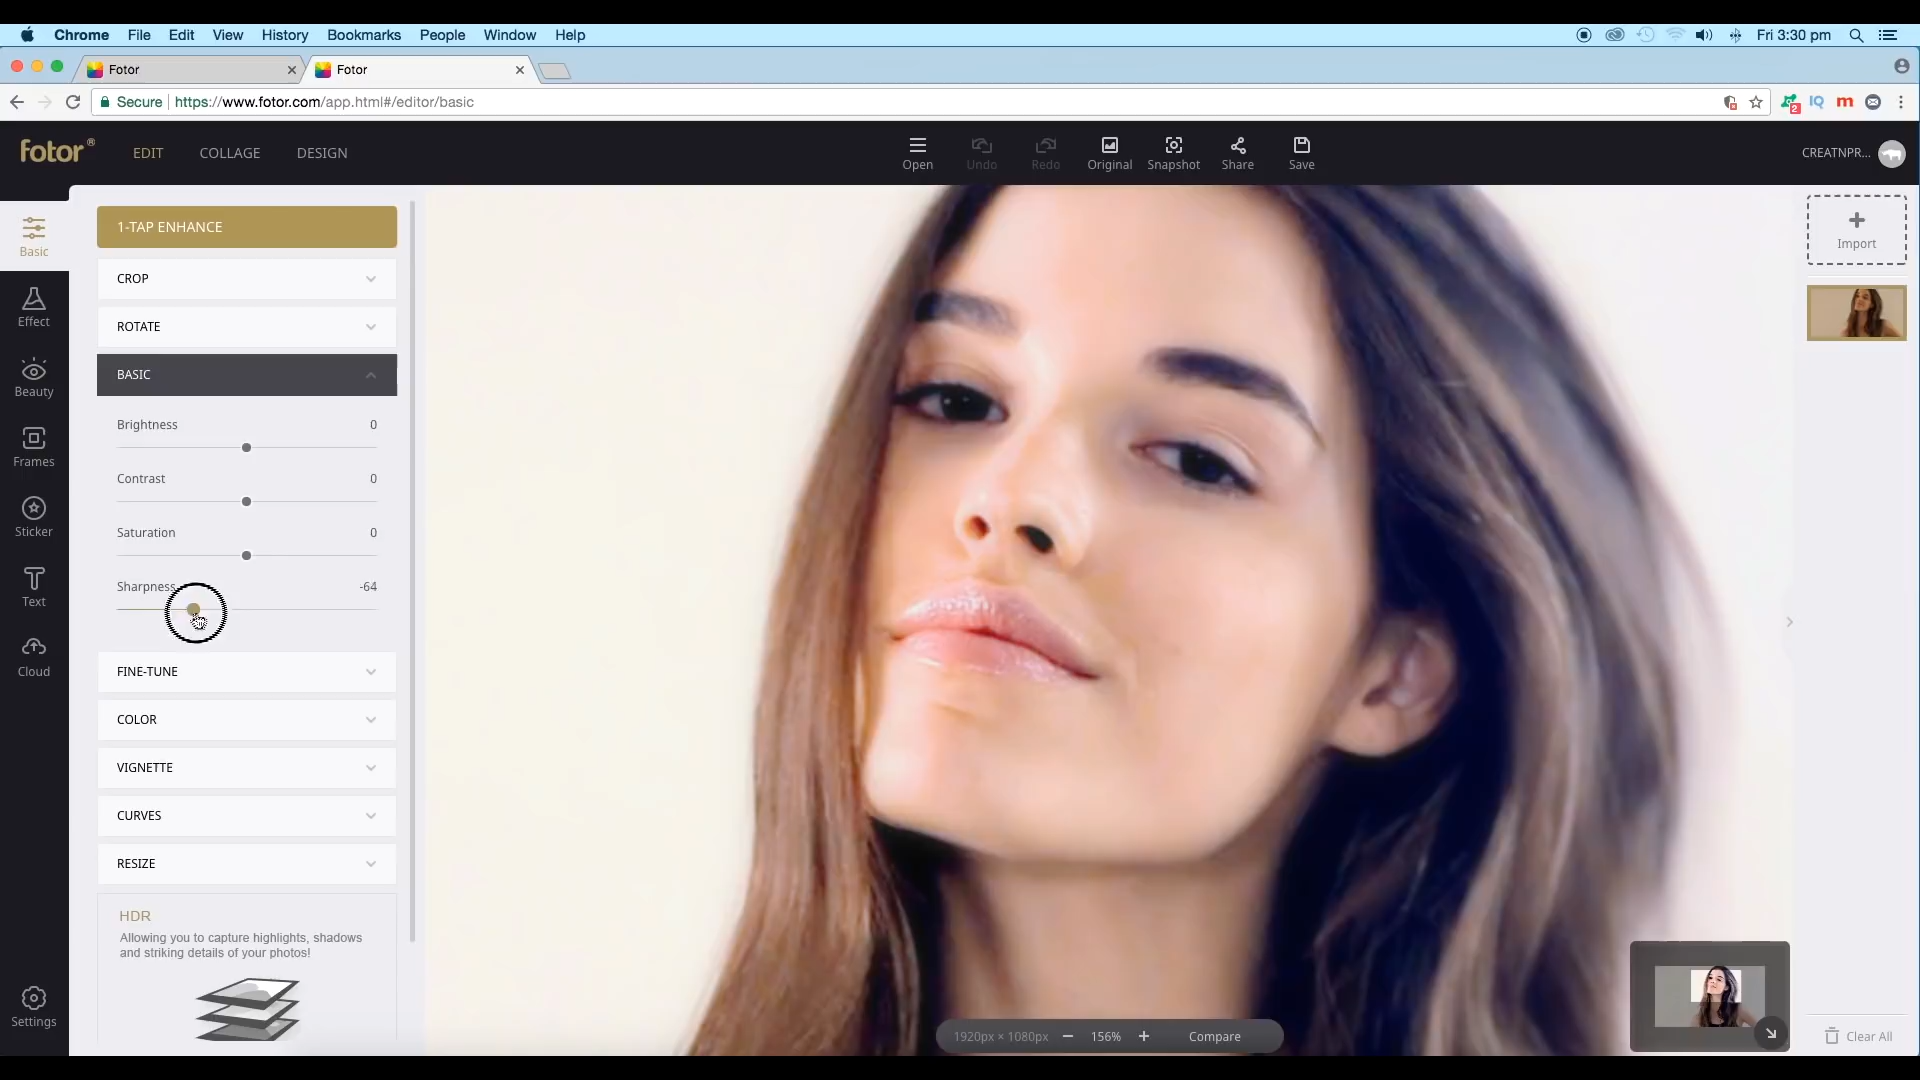 Chrome File Edit View History Bookmarks People Window Help Fri 3:30 pm
Fotor Fotor
Secure https://www.fotor.com/app.html#/editor/basic 2 IQ m
fotor® EDIT COLLAGE DESIGN Open Undo Redo Original Snapshot Share Save CREATNPR...
Basic
Effect
Beauty
Frames
Sticker
Text
Cloud
Settings
1-TAP ENHANCE
CROP
ROTATE
BASIC
Brightness 0
Contrast 0
Saturation 0
Sharpness -64
FINE-TUNE
COLOR
VIGNETTE
CURVES
RESIZE
HDR
Allowing you to capture highlights, shadows
and striking details of your photos!
1920px × 1080px 156% Compare
Import
Clear All